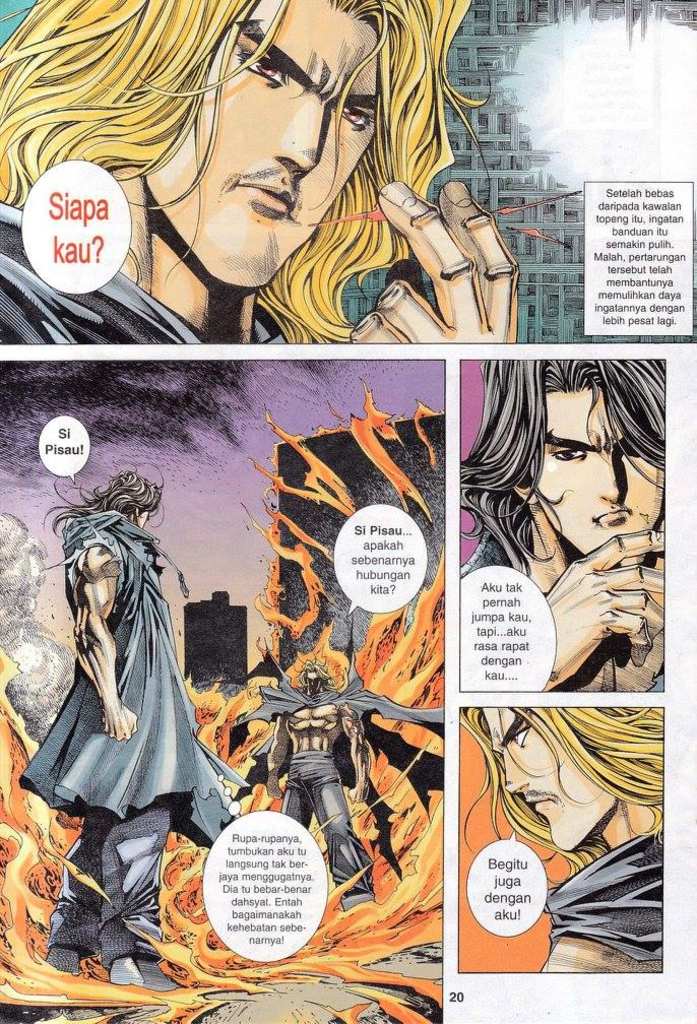 Siapa
kau?
Setelah bebas
daripada kawalan
topeng itu, ingatan
banduan itu
semakin pulih.
Malah, pertarungan
tersebut telah
membantunya
memulihkan daya
ingatannya dengan
lebih pesat lagi.
Si
Pisau!
Si Pisau...
apakah
sebenarnya
hubungan
kita?
Rupa-rupanya,
tumbukan aku tu
langsung tak ber-
jaya menggugatnya.
Dia tu bebar-benar
dahsyat. Entah
bagaimanakah
kehebatan sebe-
narnya!
Aku tak
pernah
jumpa kau,
tapi...aku
rasa rapat
dengan
kau....
Begitu
juga
dengan
aku!
20